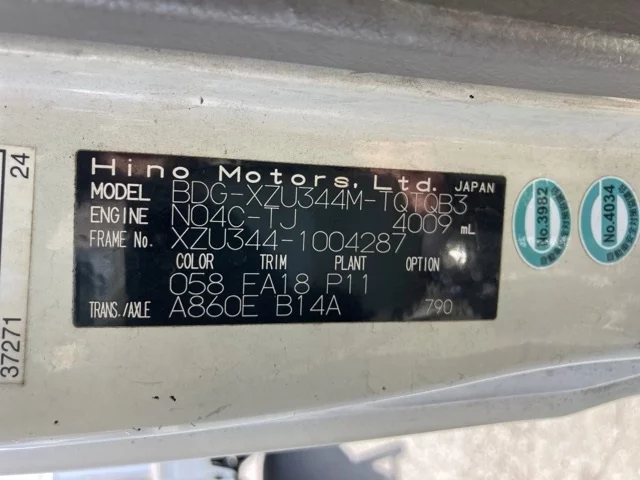 Hino Motors, Ltd. JAPAN
MODEL BDG-XZU344M-TQTQB3
ENGINE N04C-TJ 4009 mL
FRAME No. XZU344-1004287
COLOR TRIM PLANT OPTION
058 FA18 P11
TRANS./AXLE A860E B14A 790
No.3982
No.4034
24
37271